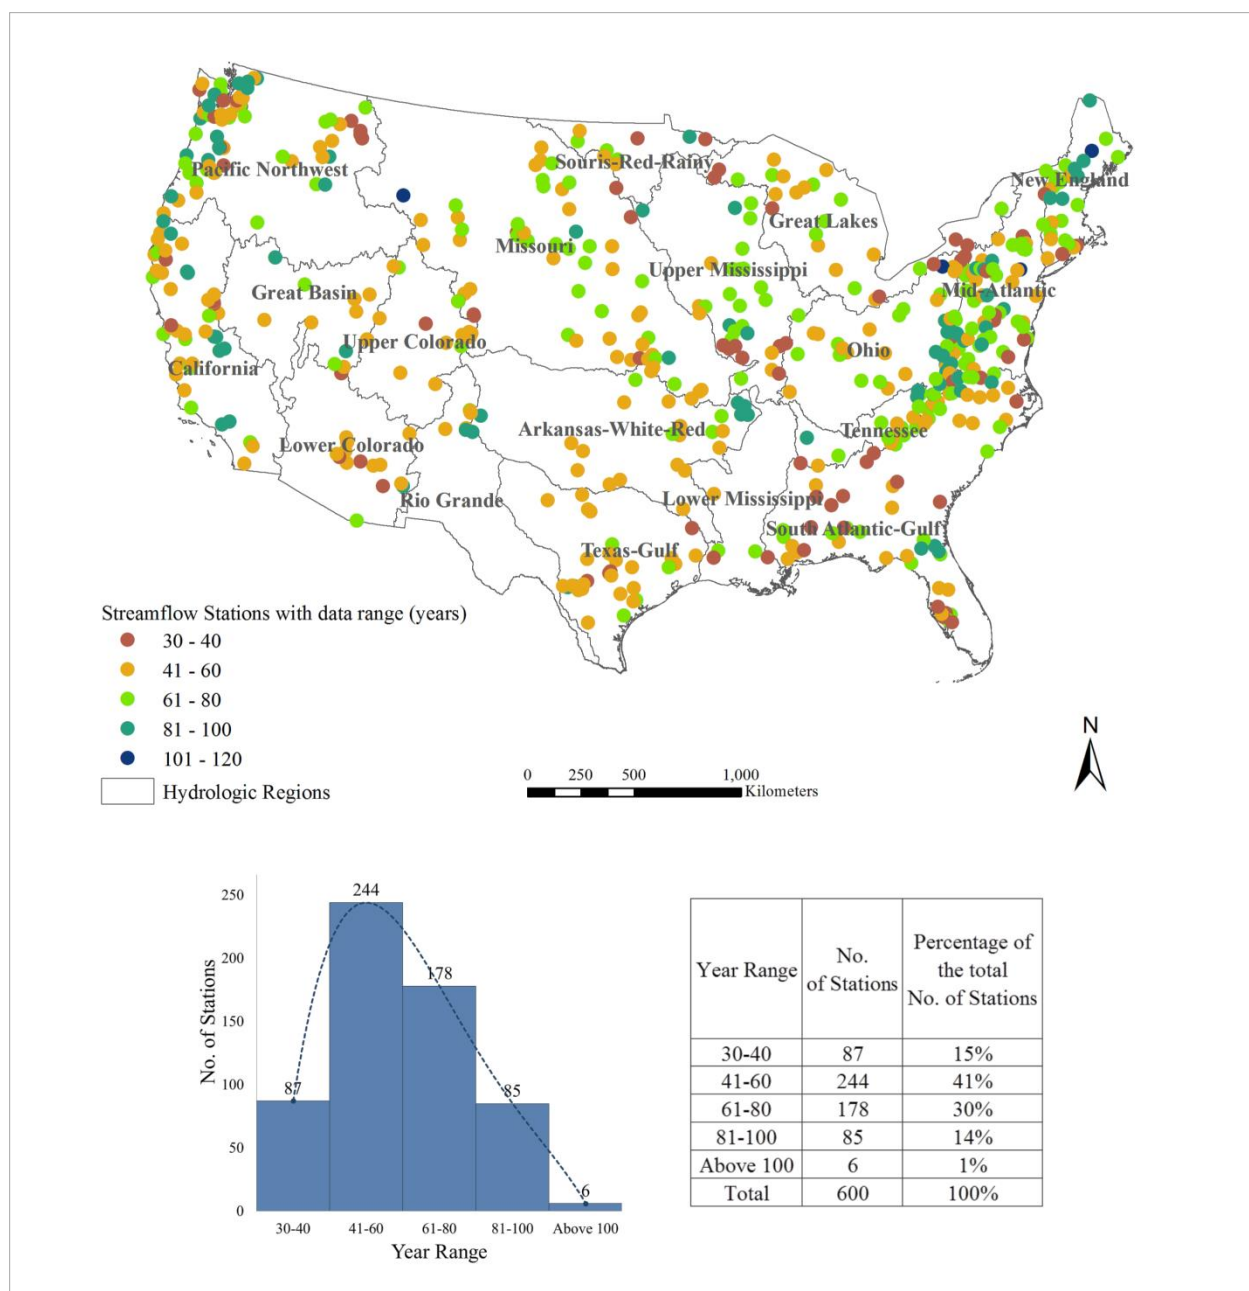 Pacific Northwest
Souris-Red-Rainy
New England
Great Lakes
Missouri
Upper Mississippi
Great Basin
Mid-Atlantic
Upper Colorado
Ohio
California
Arkansas-White-Red
Tennessee
Lower Colorado
Rio Grande
Lower Mississippi
South Atlantic-Gulf
Texas-Gulf
Streamflow Stations with data range (years)
30 - 40
41 - 60
61 - 80
81 - 100
101 - 120
Hydrologic Regions
0 250 500 1,000
Kilometers
N
No. of Stations
250
200
150
100
50
0
87
244
178
85
6
30-40 41-60 61-80 81-100 Above 100
Year Range
Year Range
No.
of Stations
Percentage of
the total
No. of Stations
30-40 87 15%
41-60 244 41%
61-80 178 30%
81-100 85 14%
Above 100 6 1%
Total 600 100%